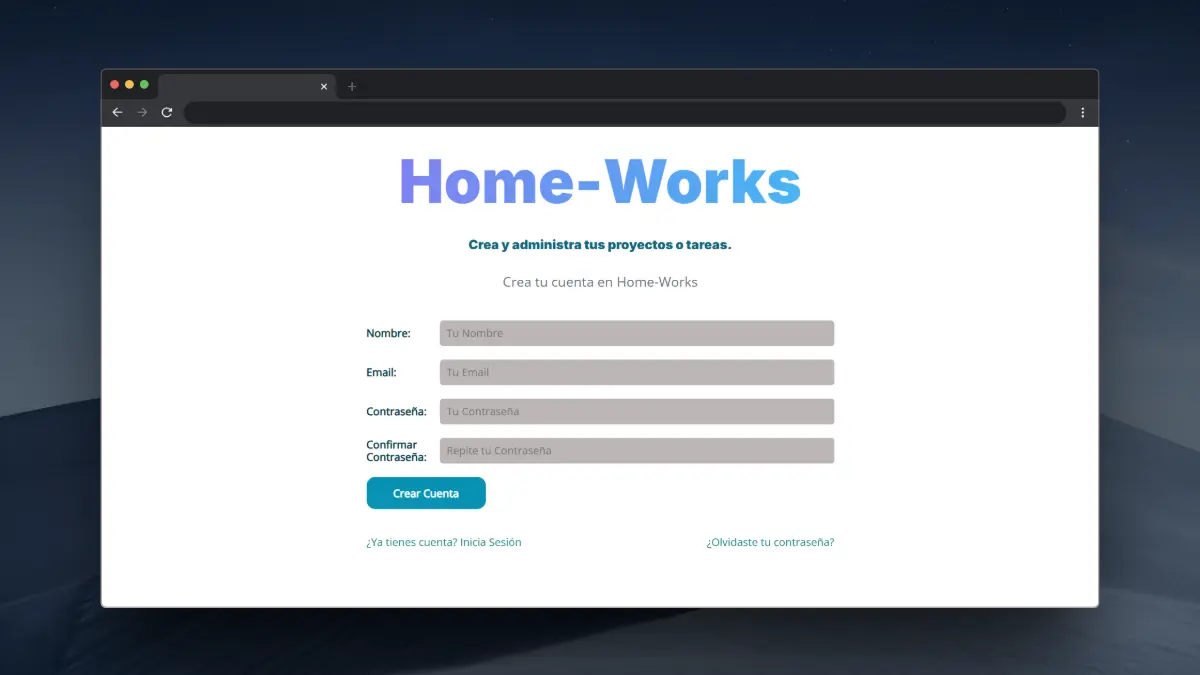 Home-Works
Crea y administra tus proyectos o tareas.
Crea tu cuenta en Home-Works
Nombre:
Tu Nombre
Email:
Tu Email
Contraseña:
Tu Contraseña
Confirmar
Contraseña:
Repite tu Contraseña
Crear Cuenta
¿Ya tienes cuenta? Inicia Sesión
¿Olvidaste tu contraseña?